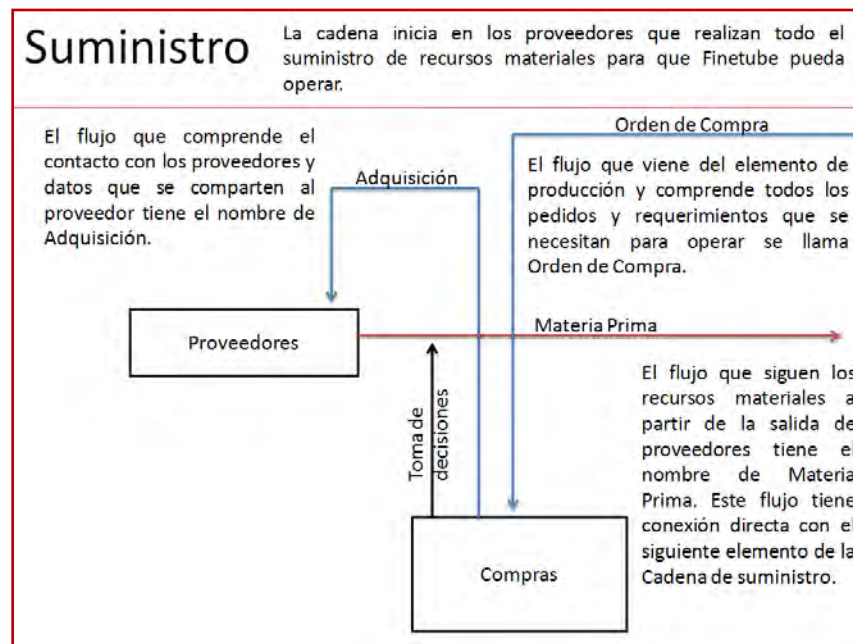 Suministro
La cadena inicia en los proveedores que realizan todo el
suministro de recursos materiales para que Finetube pueda
operar.
El flujo que comprende el
contacto con los proveedores y
datos que se comparten al
proveedor tiene el nombre de
Adquisición.
Adquisición
Orden de Compra
El flujo que viene del elemento de
producción y comprende todos los
pedidos y requerimientos que se
necesitan para operar se llama
Orden de Compra.
Proveedores
Materia Prima
Toma de
decisiones
El flujo que siguen los
recursos materiales a
partir de la salida de
proveedores tiene el
nombre de Materia
Prima. Este flujo tiene
conexión directa con el
siguiente elemento de la
Cadena de suministro.
Compras